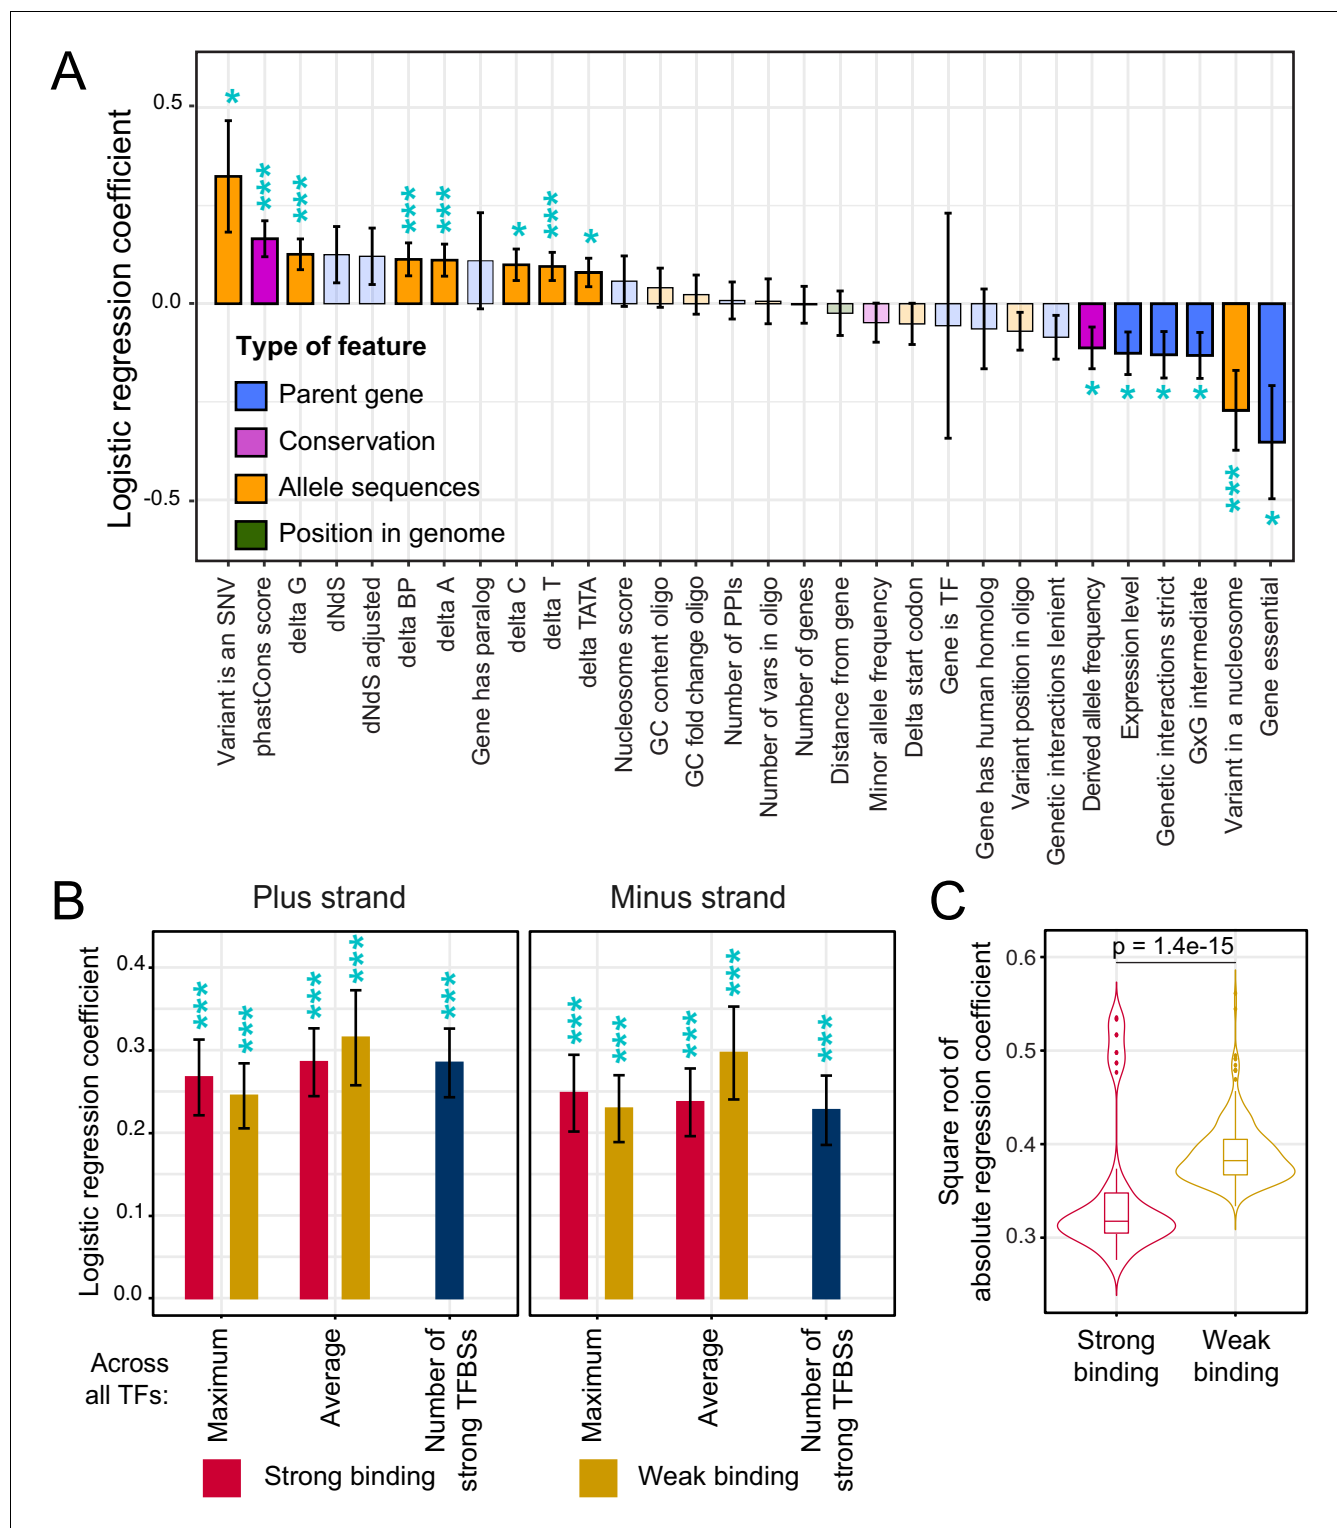 A
Logistic regression coefficient
0.5
0.0
-0.5
*
***
***
***
***
*
***
*
*
*
*
*
***
*
Type of feature
Parent gene
Conservation
Allele sequences
Position in genome
Variant is an SNV
phastCons score
delta G
dNdS
dNdS adjusted
delta BP
delta A
Gene has paralog
delta C
delta T
delta TATA
Nucleosome score
GC content oligo
GC fold change oligo
Number of PPIs
Number of vars in oligo
Number of genes
Distance from gene
Minor allele frequency
Delta start codon
Gene is TF
Gene has human homolog
Variant position in oligo
Genetic interactions lenient
Derived allele frequency
Expression level
Genetic interactions strict
GxG intermediate
Variant in a nucleosome
Gene essential
B
Plus strand
Minus strand
Logistic regression coefficient
0.4
0.3
0.2
0.1
0.0
***
***
***
***
***
***
***
***
***
***
Across
all TFs:
Maximum
Average
Number of
strong TFBSs
Maximum
Average
Number of
strong TFBSs
Strong binding
Weak binding
C
Square root of
absolute regression coefficient
0.6
0.5
0.4
0.3
p = 1.4e-15
Strong
binding
Weak
binding